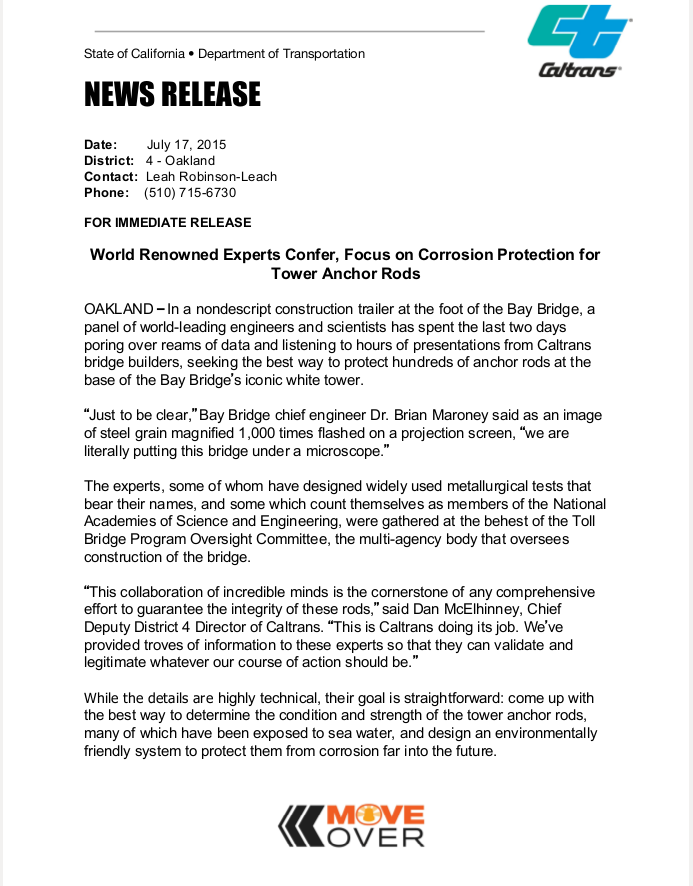 State of California • Department of Transportation
Caltrans
NEWS RELEASE
Date: July 17, 2015
District: 4 - Oakland
Contact: Leah Robinson-Leach
Phone: (510) 715-6730
FOR IMMEDIATE RELEASE
World Renowned Experts Confer, Focus on Corrosion Protection for
Tower Anchor Rods
OAKLAND – In a nondescript construction trailer at the foot of the Bay Bridge, a
panel of world-leading engineers and scientists has spent the last two days
poring over reams of data and listening to hours of presentations from Caltrans
bridge builders, seeking the best way to protect hundreds of anchor rods at the
base of the Bay Bridge’s iconic white tower.
“Just to be clear,” Bay Bridge chief engineer Dr. Brian Maroney said as an image
of steel grain magnified 1,000 times flashed on a projection screen, “we are
literally putting this bridge under a microscope.”
The experts, some of whom have designed widely used metallurgical tests that
bear their names, and some which count themselves as members of the National
Academies of Science and Engineering, were gathered at the behest of the Toll
Bridge Program Oversight Committee, the multi-agency body that oversees
construction of the bridge.
“This collaboration of incredible minds is the cornerstone of any comprehensive
effort to guarantee the integrity of these rods,” said Dan McElhinney, Chief
Deputy District 4 Director of Caltrans. “This is Caltrans doing its job. We’ve
provided troves of information to these experts so that they can validate and
legitimate whatever our course of action should be.”
While the details are highly technical, their goal is straightforward: come up with
the best way to determine the condition and strength of the tower anchor rods,
many of which have been exposed to sea water, and design an environmentally
friendly system to protect them from corrosion far into the future.
MOVE
OVER